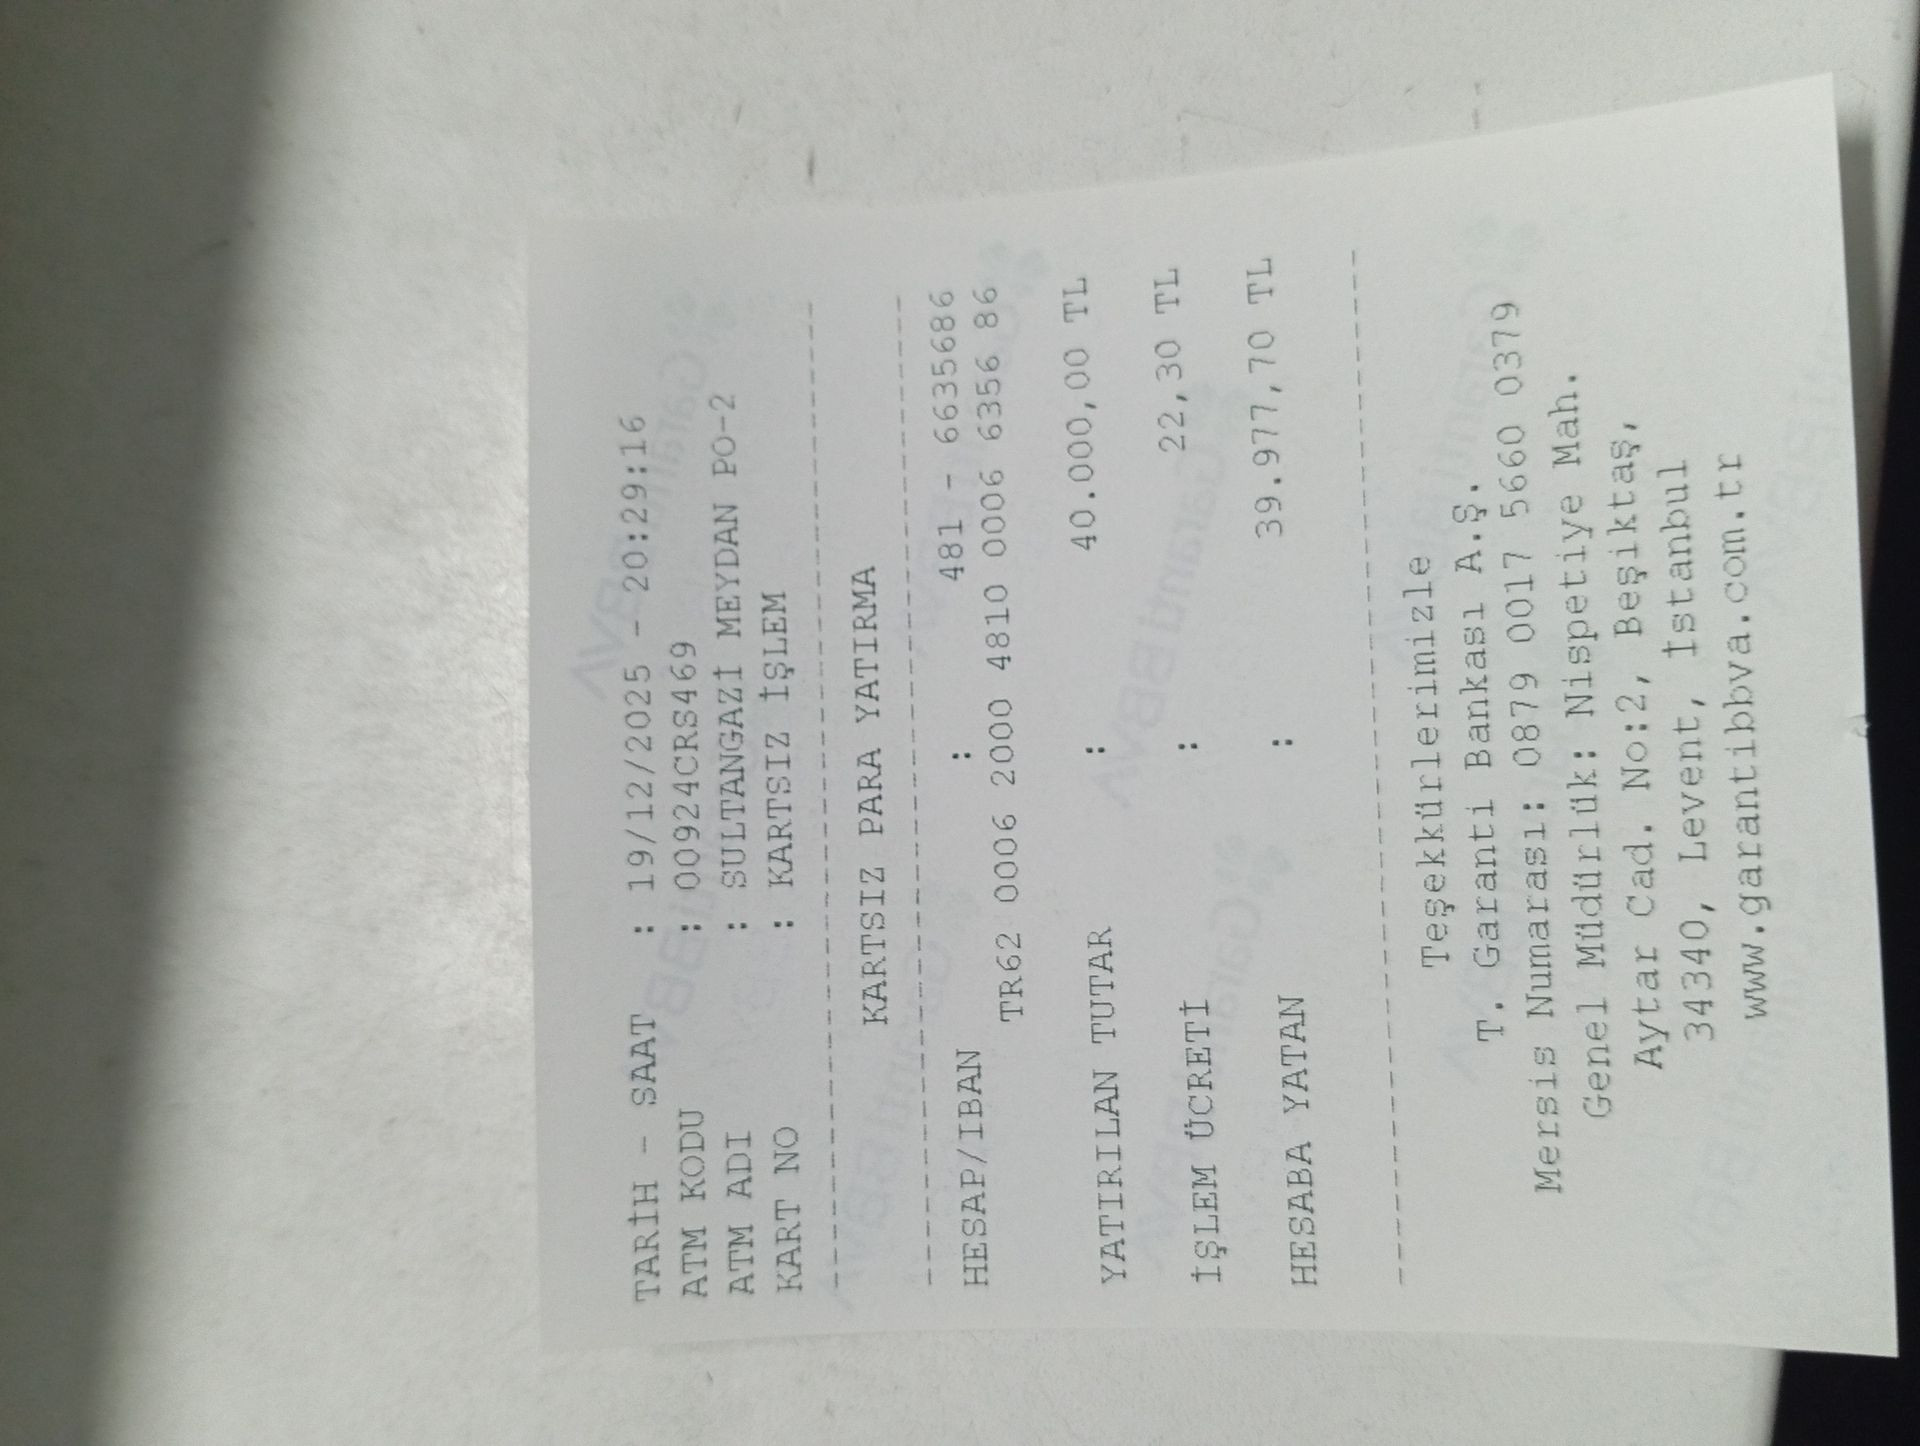 TARİH - SAAT : 19/12/2025 - 20:29:16
ATM KODU : 00924CRS469
ATM ADI : SULTANGAZİ MEYDAN PO-2
KART NO : KARTSIZ İŞLEM
KARTSIZ PARA YATIRMA
HESAP/IBAN : 481 - 6635686
TR62 0006 2000 4810 0006 6356 86
YATIRILAN TUTAR : 40.000,00 TL
İŞLEM ÜCRETİ : 22,30 TL
HESABA YATAN : 39.977,70 TL
Teşekkürlerimizle
T. Garanti Bankası A.Ş.
Mersis Numarası: 0879 0017 5660 0379
Genel Müdürlük: Nispetiye Mah.
Aytar Cad. No:2, Beşiktaş,
34340, Levent, İstanbul
www.garantibbva.com.tr